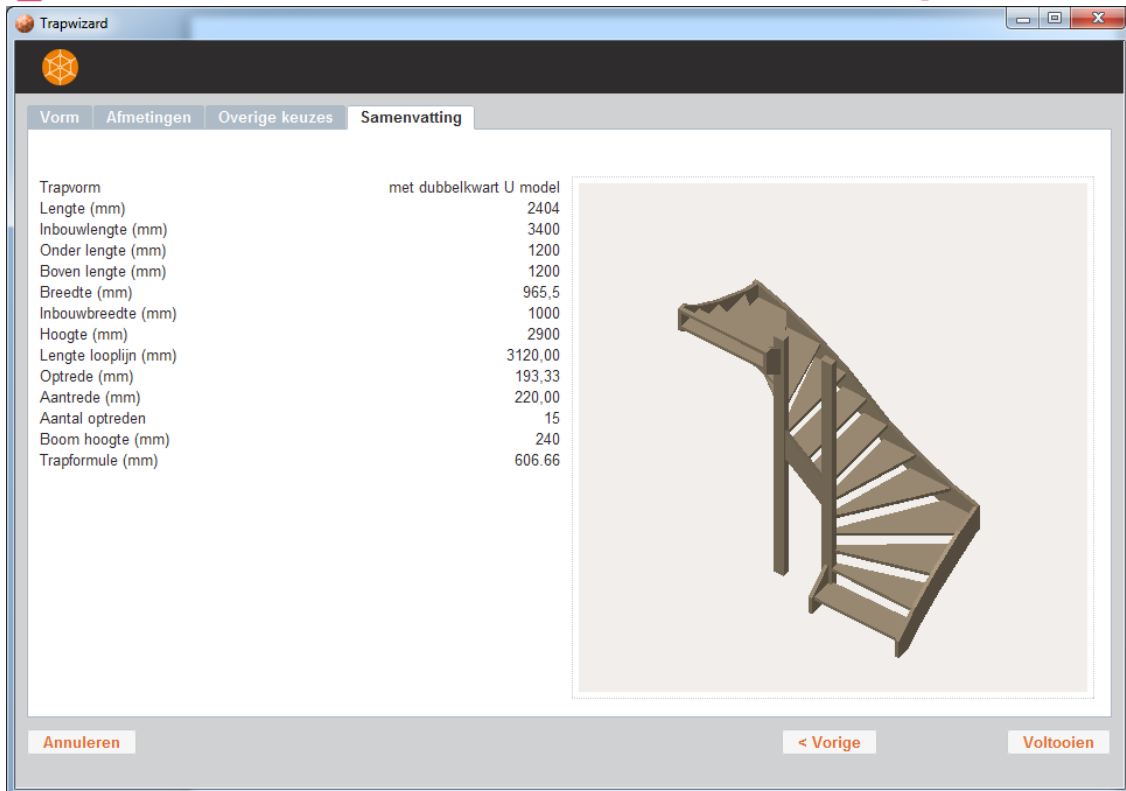 Trapwizard
Vorm Afmetingen Overige keuzes Samenvatting
Trapvorm met dubbelkwart U model
Lengte (mm) 2404
Inbouwlengte (mm) 3400
Onder lengte (mm) 1200
Boven lengte (mm) 1200
Breedte (mm) 965,5
Inbouwbreedte (mm) 1000
Hoogte (mm) 2900
Lengte looplijn (mm) 3120,00
Optrede (mm) 193,33
Aantrede (mm) 220,00
Aantal optreden 15
Boom hoogte (mm) 240
Trapformule (mm) 606.66
Annuleren < Vorige Voltooien